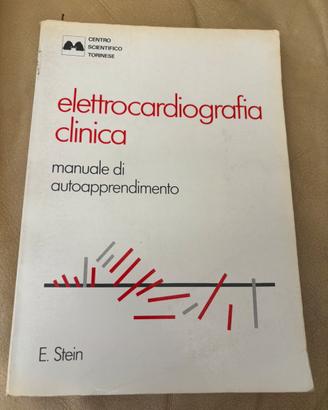 CENTRO
SCIENTIFICO
TORINESE
elettrocardiografia
clinica
manuale di
autoapprendimento
E. Stein